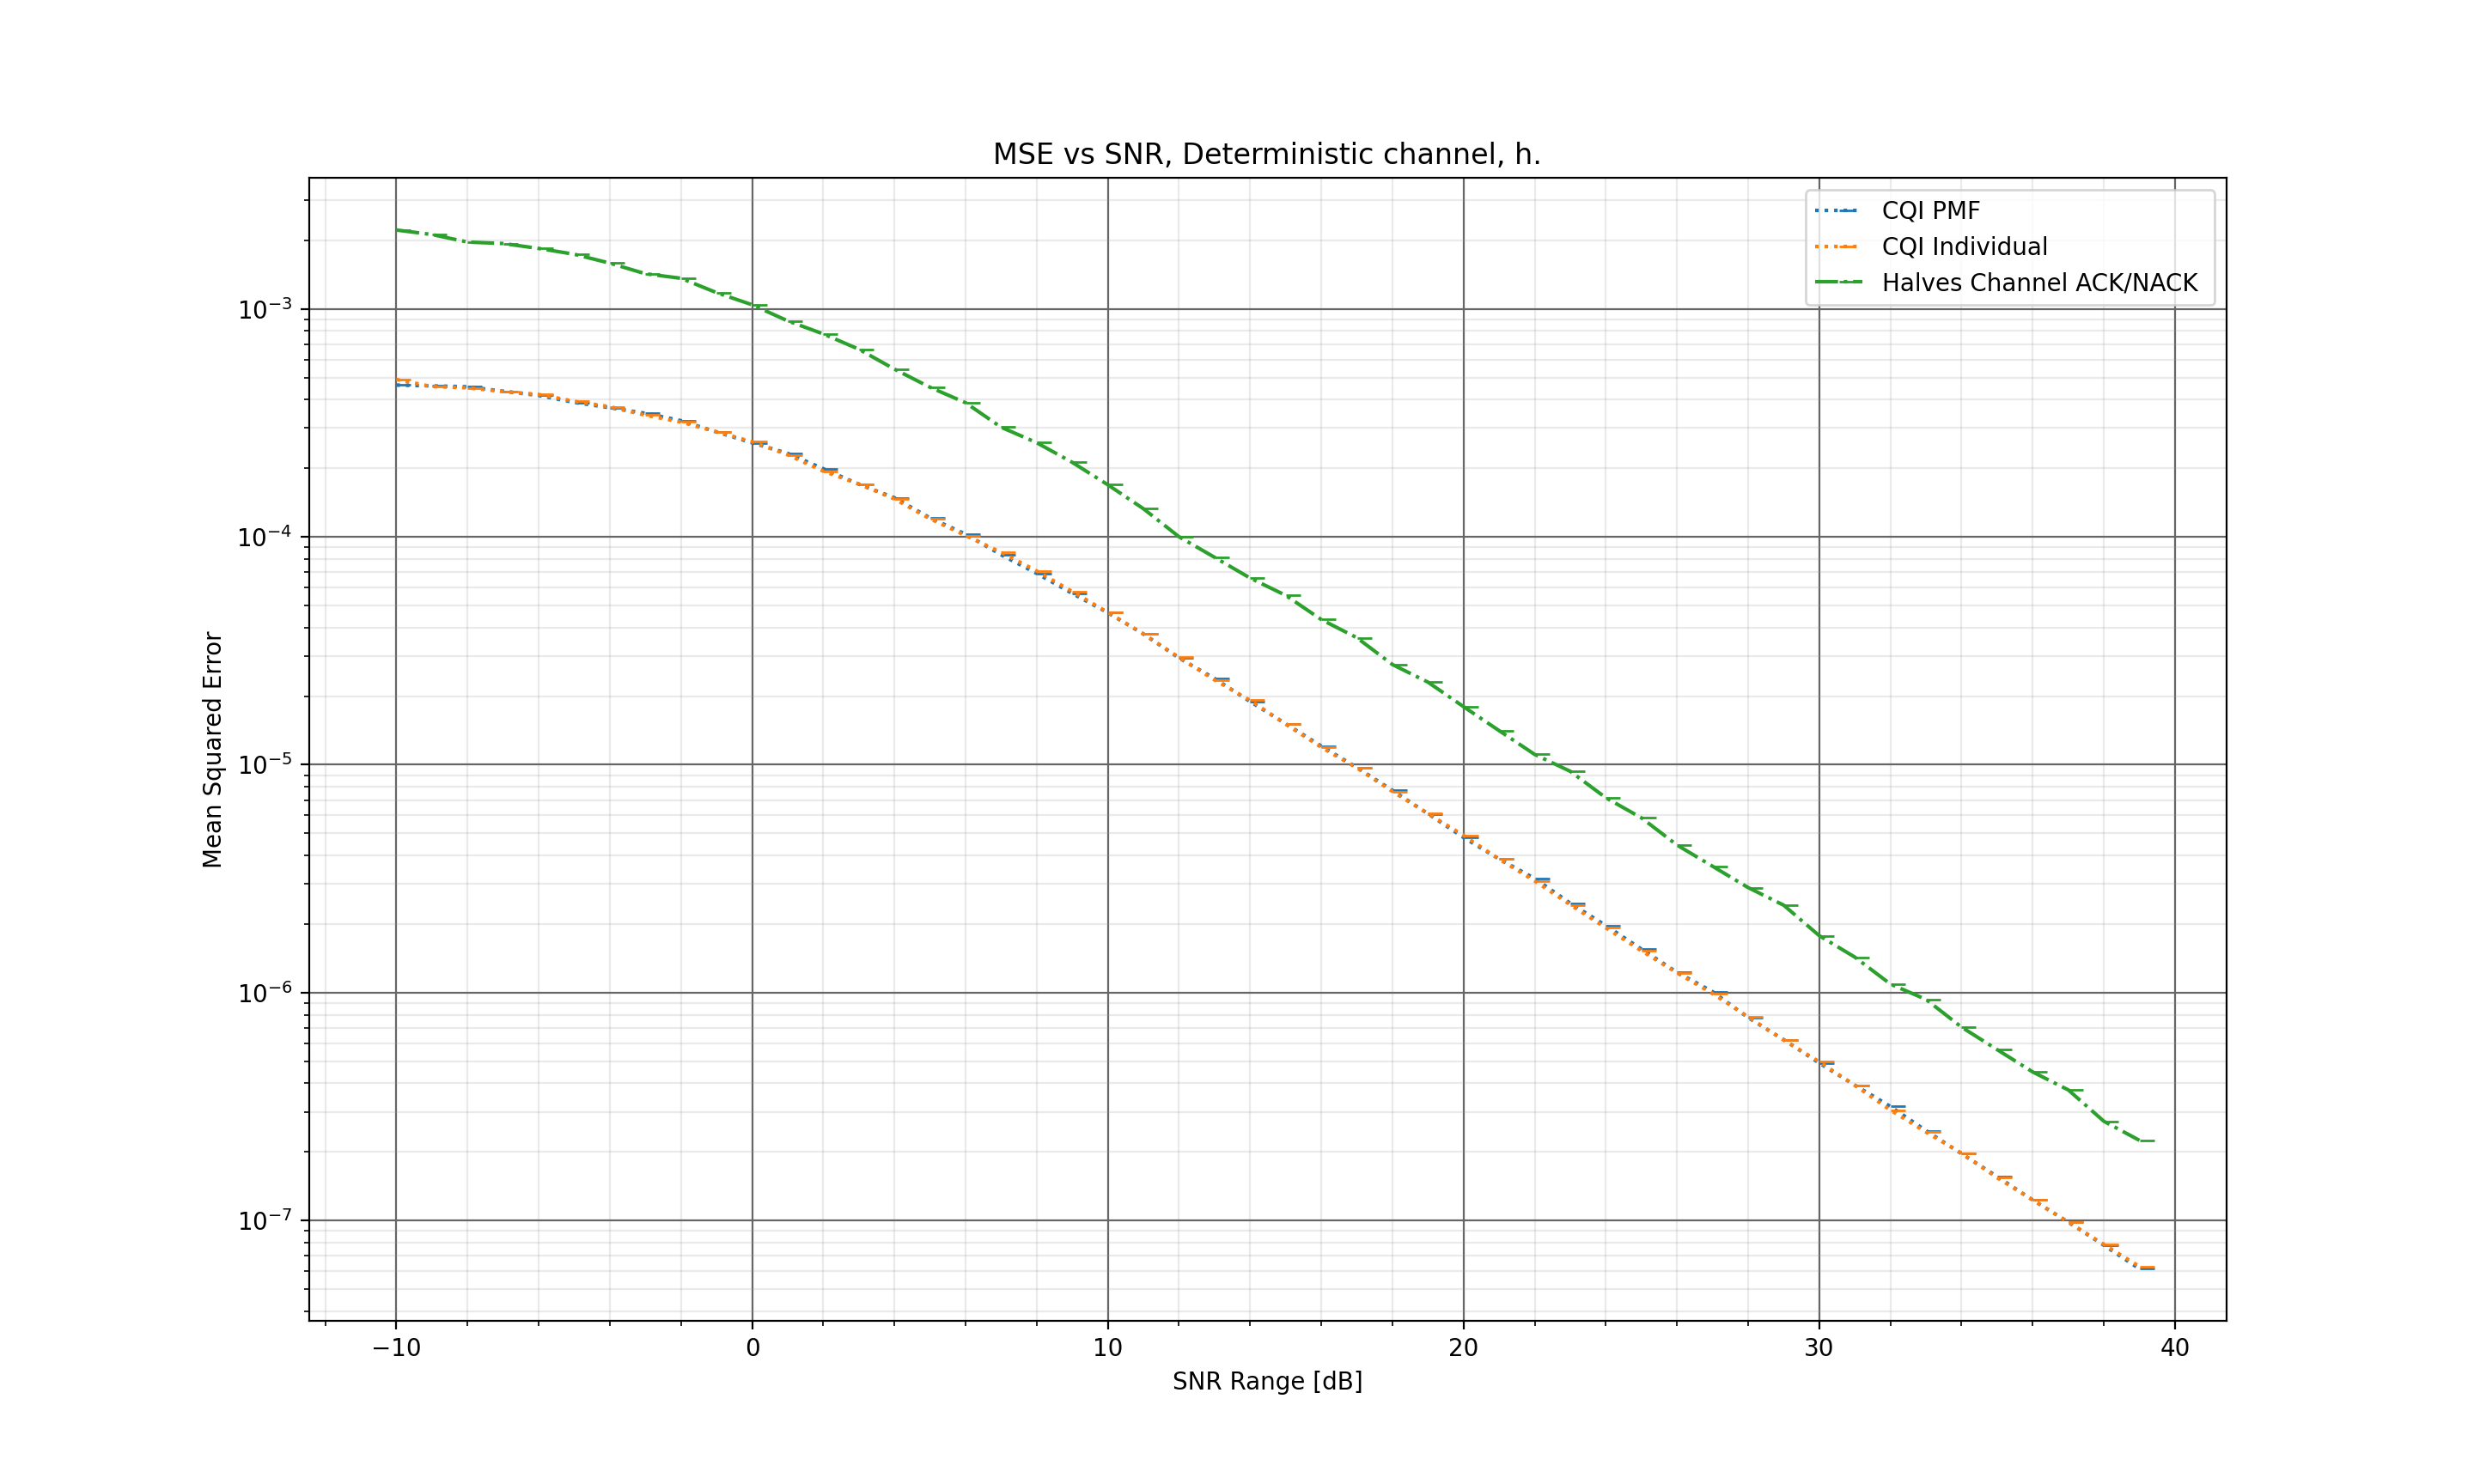 MSE vs SNR, Deterministic channel, h.
CQI PMF
CQI Individual
Halves Channel ACK/NACK
Mean Squared Error
10⁻³
10⁻⁴
10⁻⁵
10⁻⁶
10⁻⁷
−10 0 10 20 30 40
SNR Range [dB]